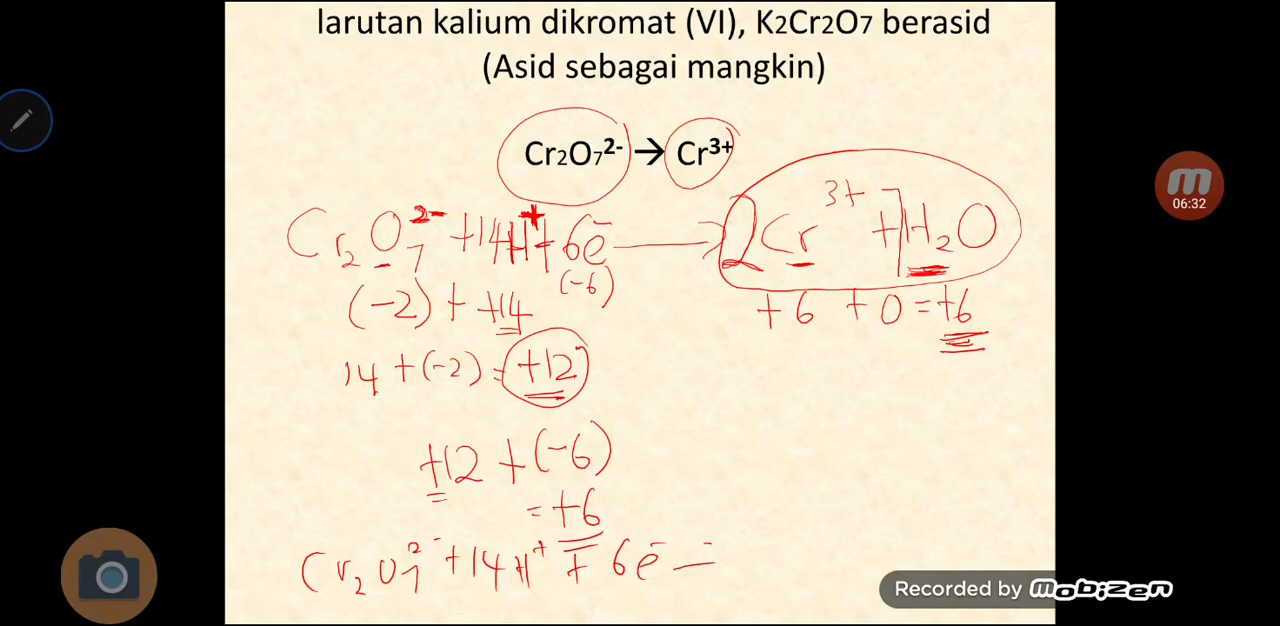 larutan kalium dikromat (VI), K2Cr2O7 berasid
(Asid sebagai mangkin)
Cr2O7²⁻ → Cr³⁺
Cr2O7²⁻ + 14H⁺ + 6e⁻ → 2Cr³⁺ + 7H2O
(-6)
(-2) + +14
+6 + 0 = +6
14 + (-2) = +12
+12 + (-6)
= +6
Cr2O7²⁻ + 14H⁺ + 6e⁻ =
06:32
Recorded by mobizen